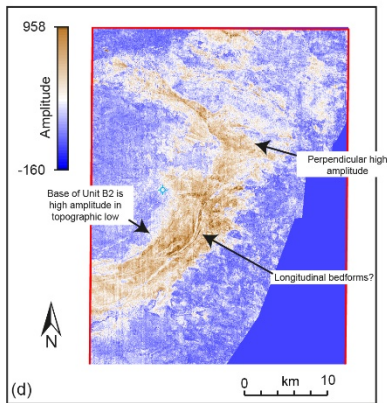 958
Amplitude
-160
Perpendicular high
amplitude
Base of Unit B2 is
high amplitude in
topographic low
Longitudinal bedforms?
N
(d)
0 km 10